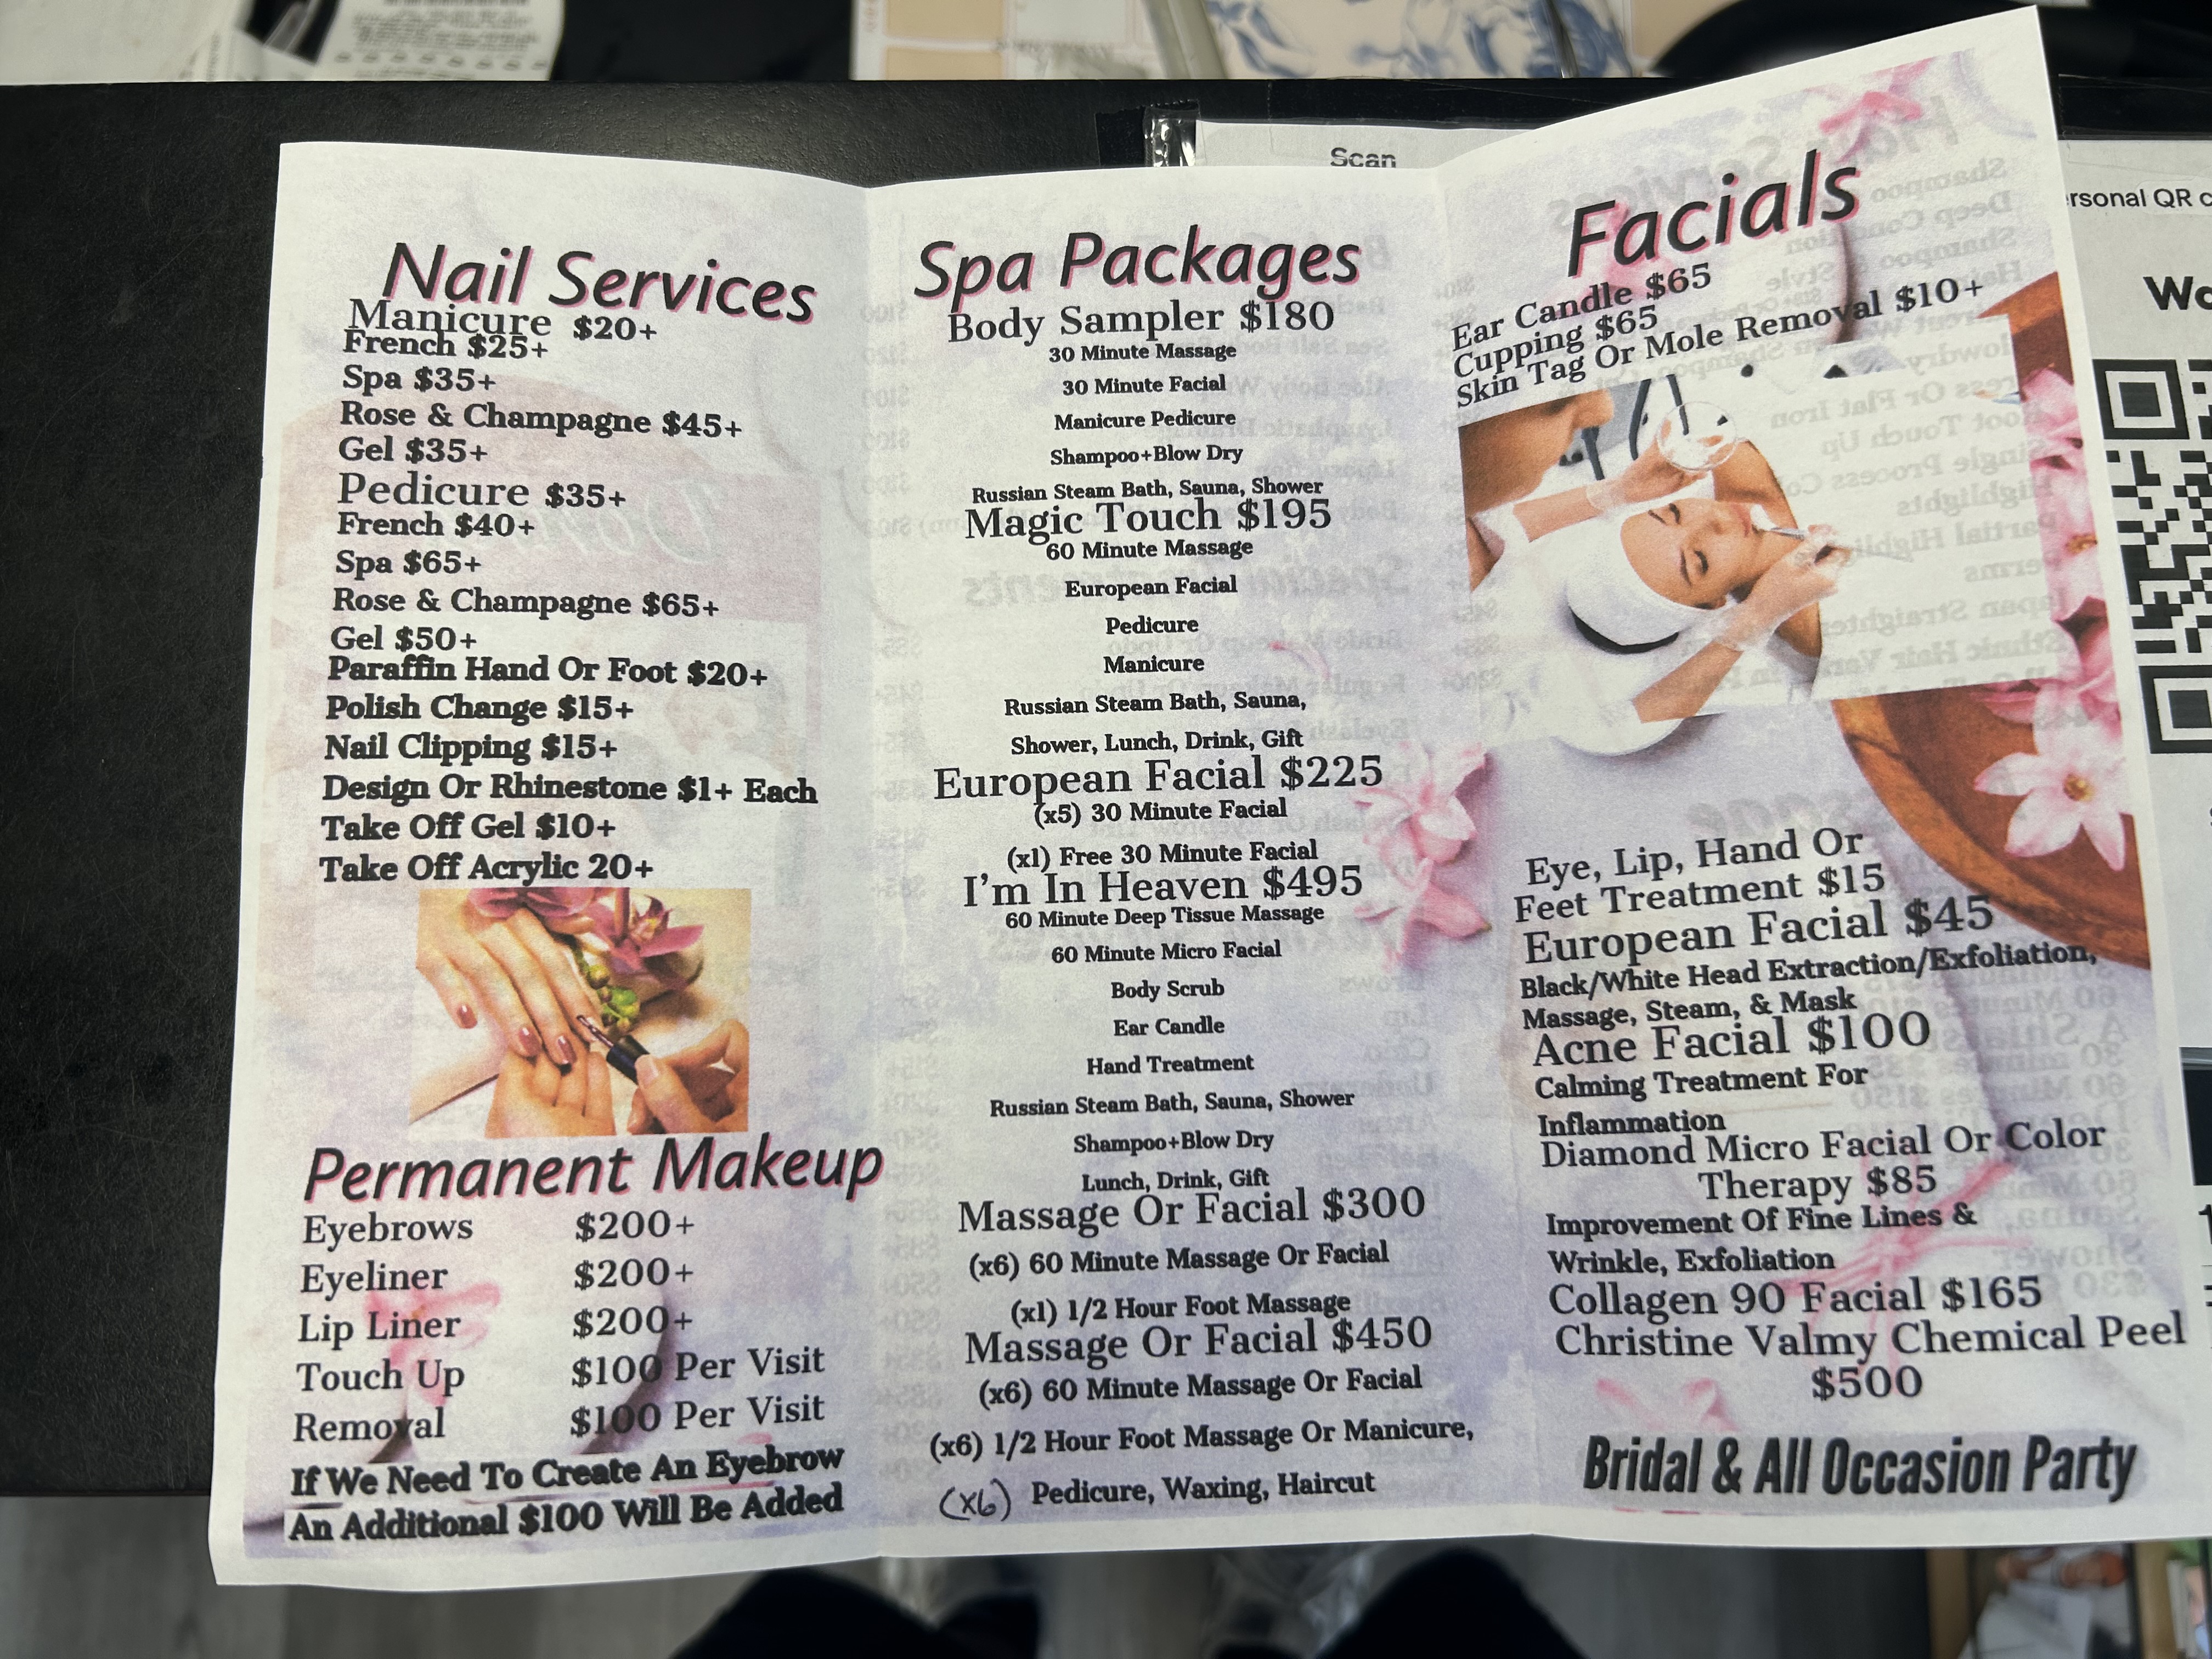 Scan
rsonal QR c
Nail Services
Manicure $20+
French $25+
Spa $35+
Rose & Champagne $45+
Gel $35+
Pedicure $35+
French $40+
Spa $65+
Rose & Champagne $65+
Gel $50+
Paraffin Hand Or Foot $20+
Polish Change $15+
Nail Clipping $15+
Design Or Rhinestone $1+ Each
Take Off Gel $10+
Take Off Acrylic 20+
Permanent Makeup
Eyebrows $200+
Eyeliner $200+
Lip Liner $200+
Touch Up $100 Per Visit
Removal $100 Per Visit
If We Need To Create An Eyebrow
An Additional $100 Will Be Added
Spa Packages
Body Sampler $180
30 Minute Massage
30 Minute Facial
Manicure Pedicure
Shampoo+Blow Dry
Russian Steam Bath, Sauna, Shower
Magic Touch $195
60 Minute Massage
European Facial
Pedicure
Manicure
Russian Steam Bath, Sauna,
Shower, Lunch, Drink, Gift
European Facial $225
(x5) 30 Minute Facial
(x1) Free 30 Minute Facial
I'm In Heaven $495
60 Minute Deep Tissue Massage
60 Minute Micro Facial
Body Scrub
Ear Candle
Hand Treatment
Russian Steam Bath, Sauna, Shower
Shampoo+Blow Dry
Lunch, Drink, Gift
Massage Or Facial $300
(x6) 60 Minute Massage Or Facial
(x1) 1/2 Hour Foot Massage
Massage Or Facial $450
(x6) 60 Minute Massage Or Facial
(x6) 1/2 Hour Foot Massage Or Manicure,
(x6) Pedicure, Waxing, Haircut
Facials
Ear Candle $65
Cupping $65
Skin Tag Or Mole Removal $10+
Eye, Lip, Hand Or
Feet Treatment $15
European Facial $45
Black/White Head Extraction/Exfoliation,
Massage, Steam, & Mask
Acne Facial $100
Calming Treatment For
Inflammation
Diamond Micro Facial Or Color
Therapy $85
Improvement Of Fine Lines &
Wrinkle, Exfoliation
Collagen 90 Facial $165
Christine Valmy Chemical Peel
$500
Bridal & All Occasion Party